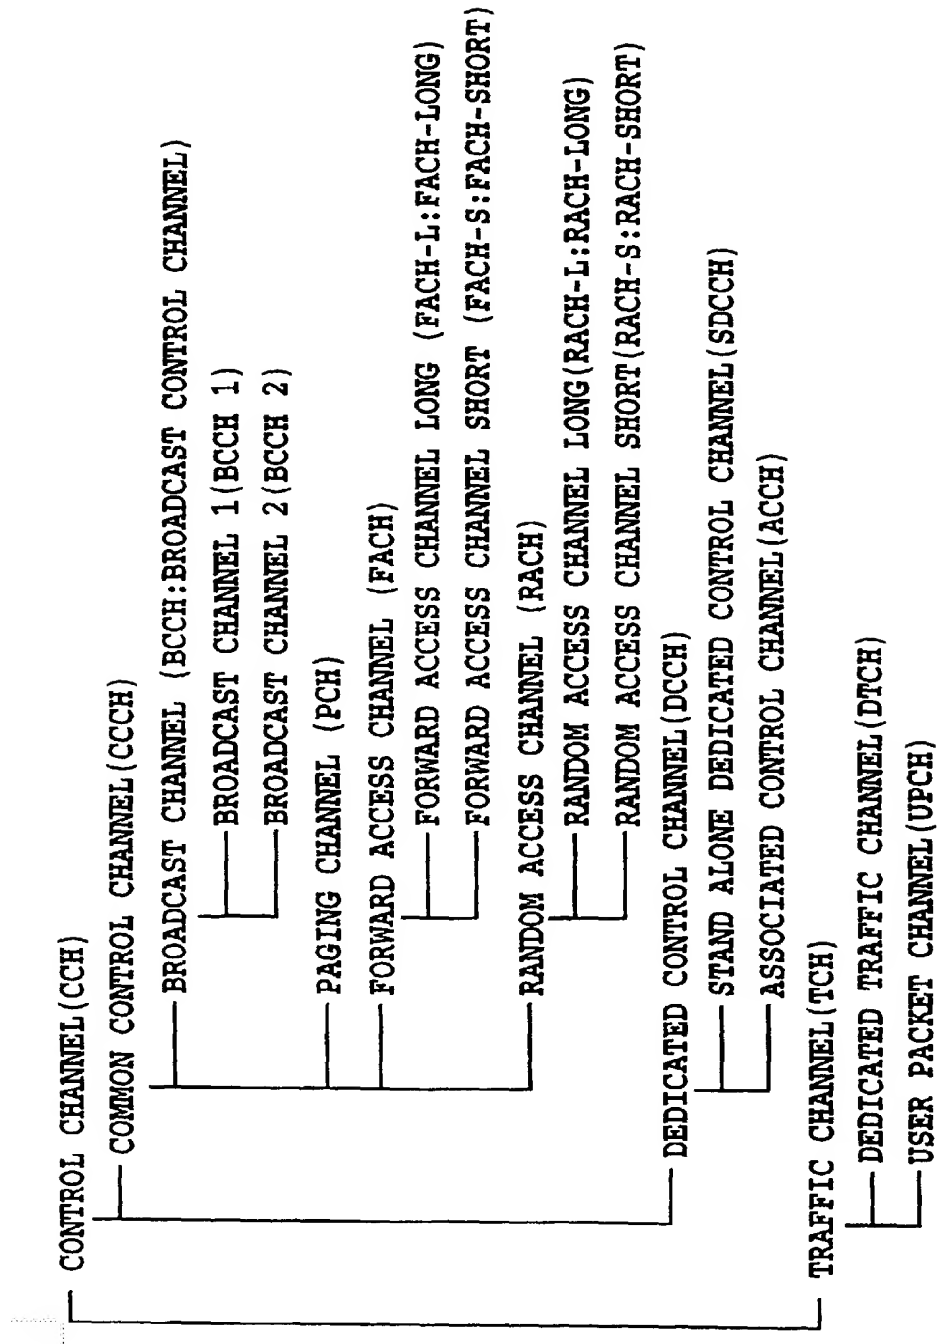 CONTROL CHANNEL(CCH)
COMMON CONTROL CHANNEL(CCCH)
BROADCAST CHANNEL (BCCH:BROADCAST CONTROL CHANNEL)
BROADCAST CHANNEL 1(BCCH 1)
BROADCAST CHANNEL 2(BCCH 2)
PAGING CHANNEL (PCH)
FORWARD ACCESS CHANNEL (FACH)
FORWARD ACCESS CHANNEL LONG (FACH-L:FACH-LONG)
FORWARD ACCESS CHANNEL SHORT (FACH-S:FACH-SHORT)
RANDOM ACCESS CHANNEL (RACH)
RANDOM ACCESS CHANNEL LONG(RACH-L:RACH-LONG)
RANDOM ACCESS CHANNEL SHORT(RACH-S:RACH-SHORT)
DEDICATED CONTROL CHANNEL(DCCH)
STAND ALONE DEDICATED CONTROL CHANNEL(SDCCH)
ASSOCIATED CONTROL CHANNEL(ACCH)
TRAFFIC CHANNEL(TCH)
DEDICATED TRAFFIC CHANNEL(DTCH)
USER PACKET CHANNEL(UPCH)